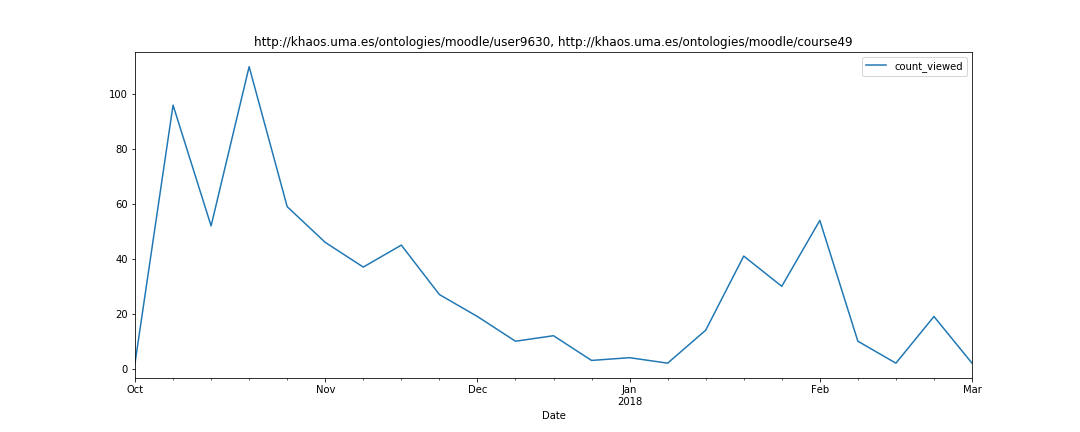 http://khaos.uma.es/ontologies/moodle/user9630, http://khaos.uma.es/ontologies/moodle/course49
count_viewed
100
80
60
40
20
0
Oct Nov Dec Jan Feb Mar
2018
Date